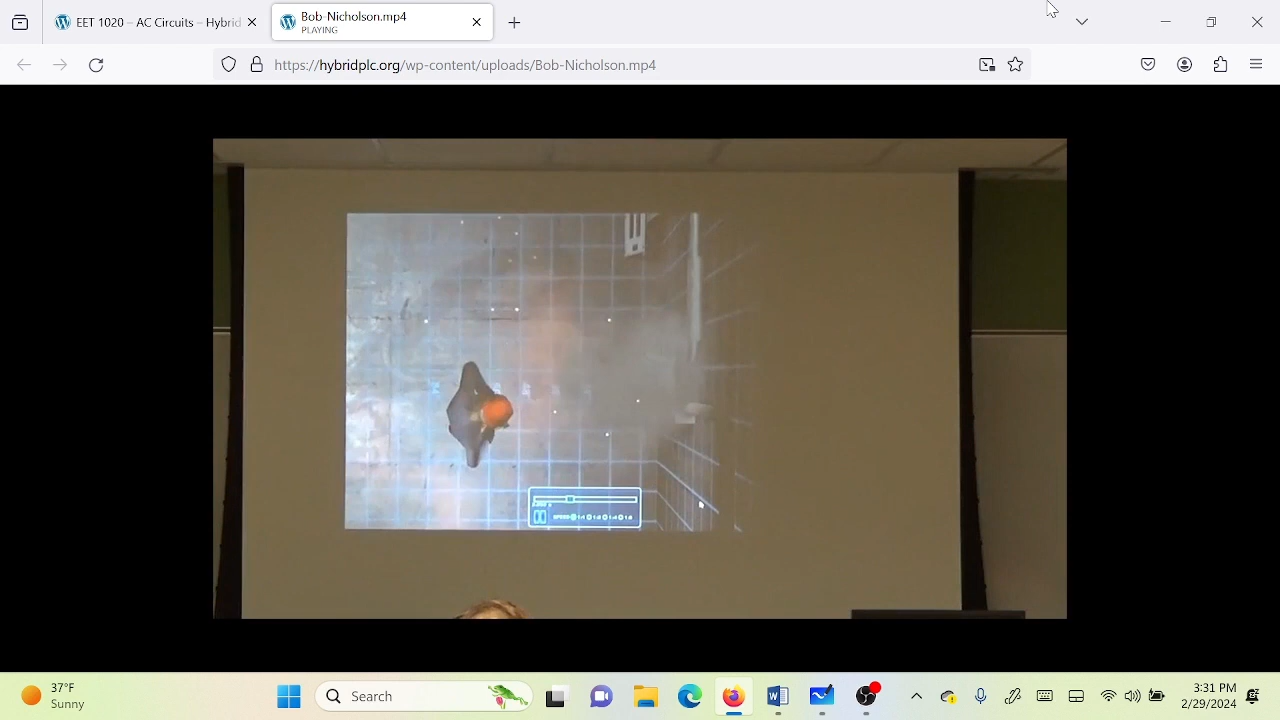 EET 1020 – AC Circuits – Hybrid
Bob-Nicholson.mp4
PLAYING
https://hybridplc.org/wp-content/uploads/Bob-Nicholson.mp4
37°F
Sunny
Search
3:31 PM
2/29/2024